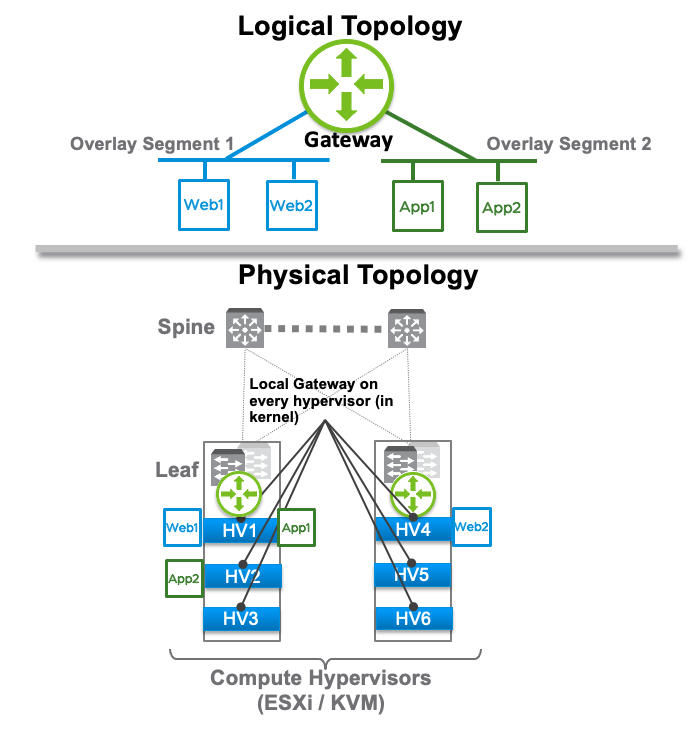 Logical Topology
Gateway
Overlay Segment 1
Overlay Segment 2
Web1
Web2
App1
App2
Physical Topology
Spine
Local Gateway on
every hypervisor (in
kernel)
Leaf
Web1
HV1
App1
HV4
Web2
App2
HV2
HV5
HV3
HV6
Compute Hypervisors
(ESXi / KVM)